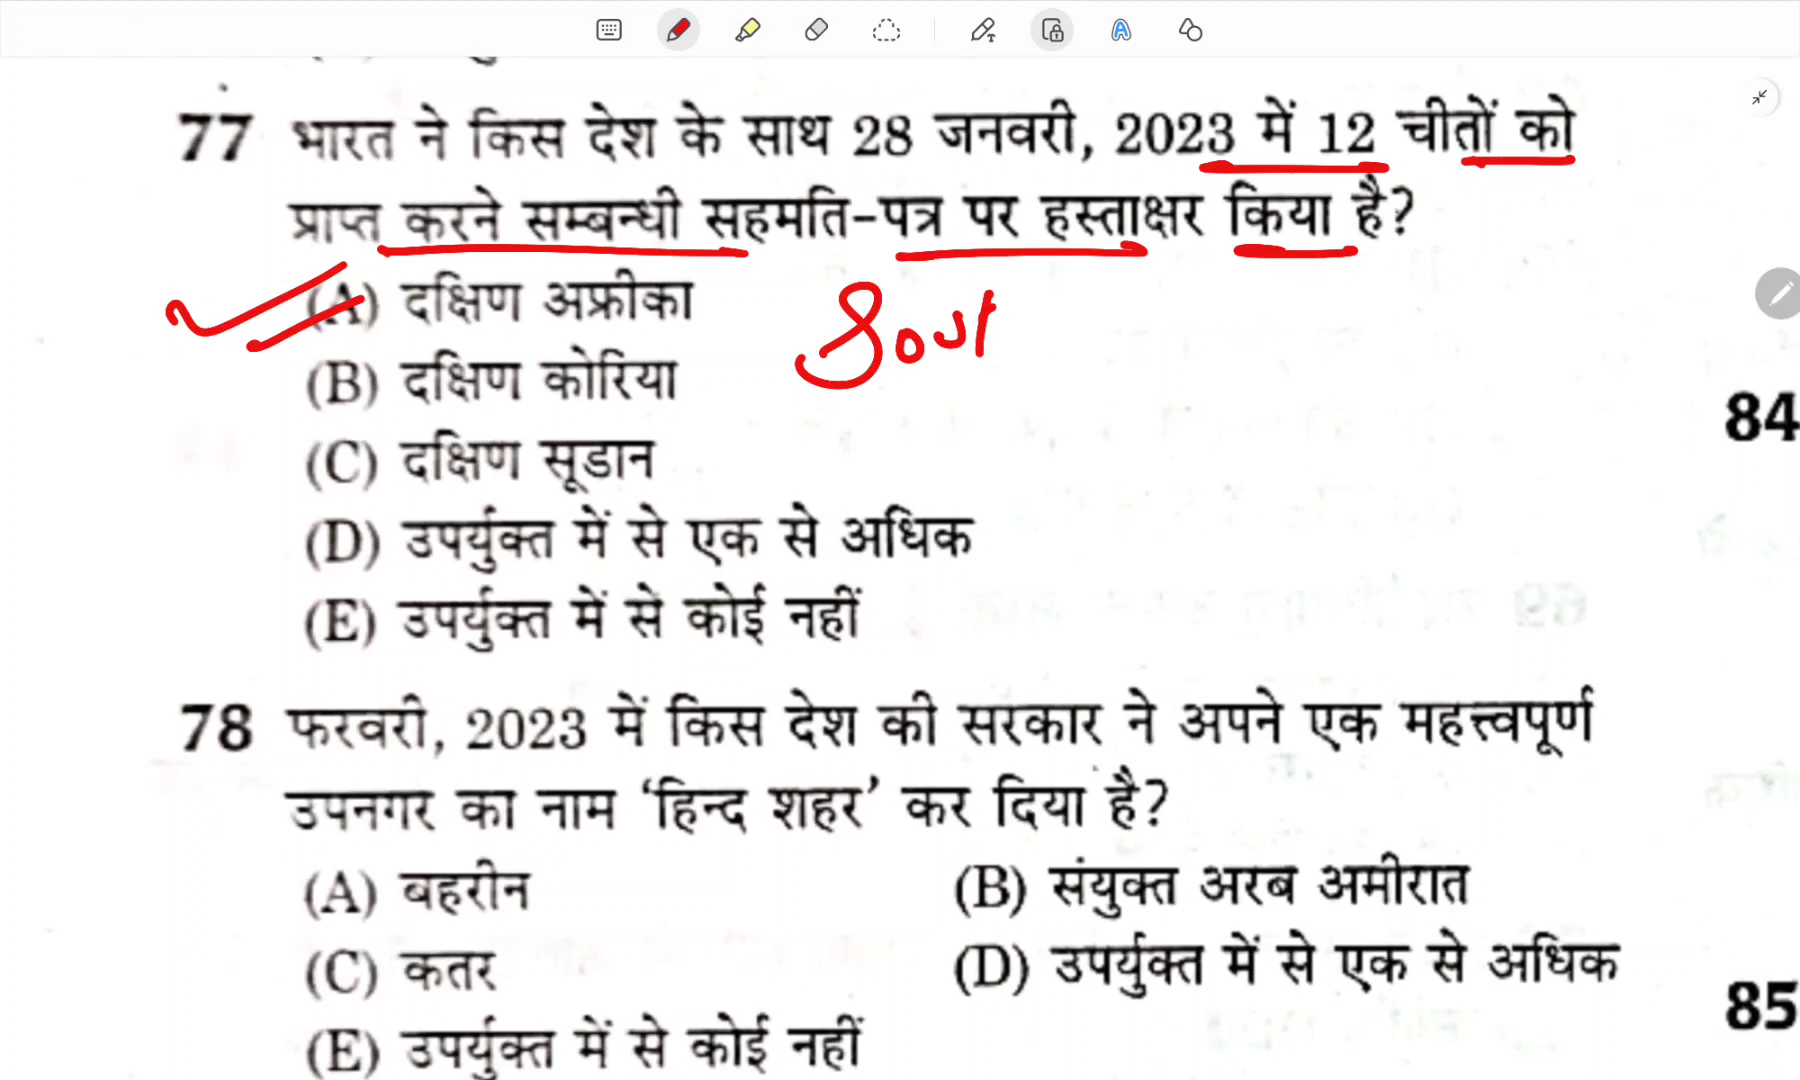 77 भारत ने किस देश के साथ 28 जनवरी, 2023 में 12 चीतों को
प्राप्त करने सम्बन्धी सहमति-पत्र पर हस्ताक्षर किया है?
(A) दक्षिण अफ्रीका
(B) दक्षिण कोरिया
(C) दक्षिण सूडान
(D) उपर्युक्त में से एक से अधिक
(E) उपर्युक्त में से कोई नहीं
78 फरवरी, 2023 में किस देश की सरकार ने अपने एक महत्त्वपूर्ण
उपनगर का नाम ‘हिन्द शहर’ कर दिया है?
(A) बहरीन (B) संयुक्त अरब अमीरात
(C) कतर (D) उपर्युक्त में से एक से अधिक
(E) उपर्युक्त में से कोई नहीं
84
85